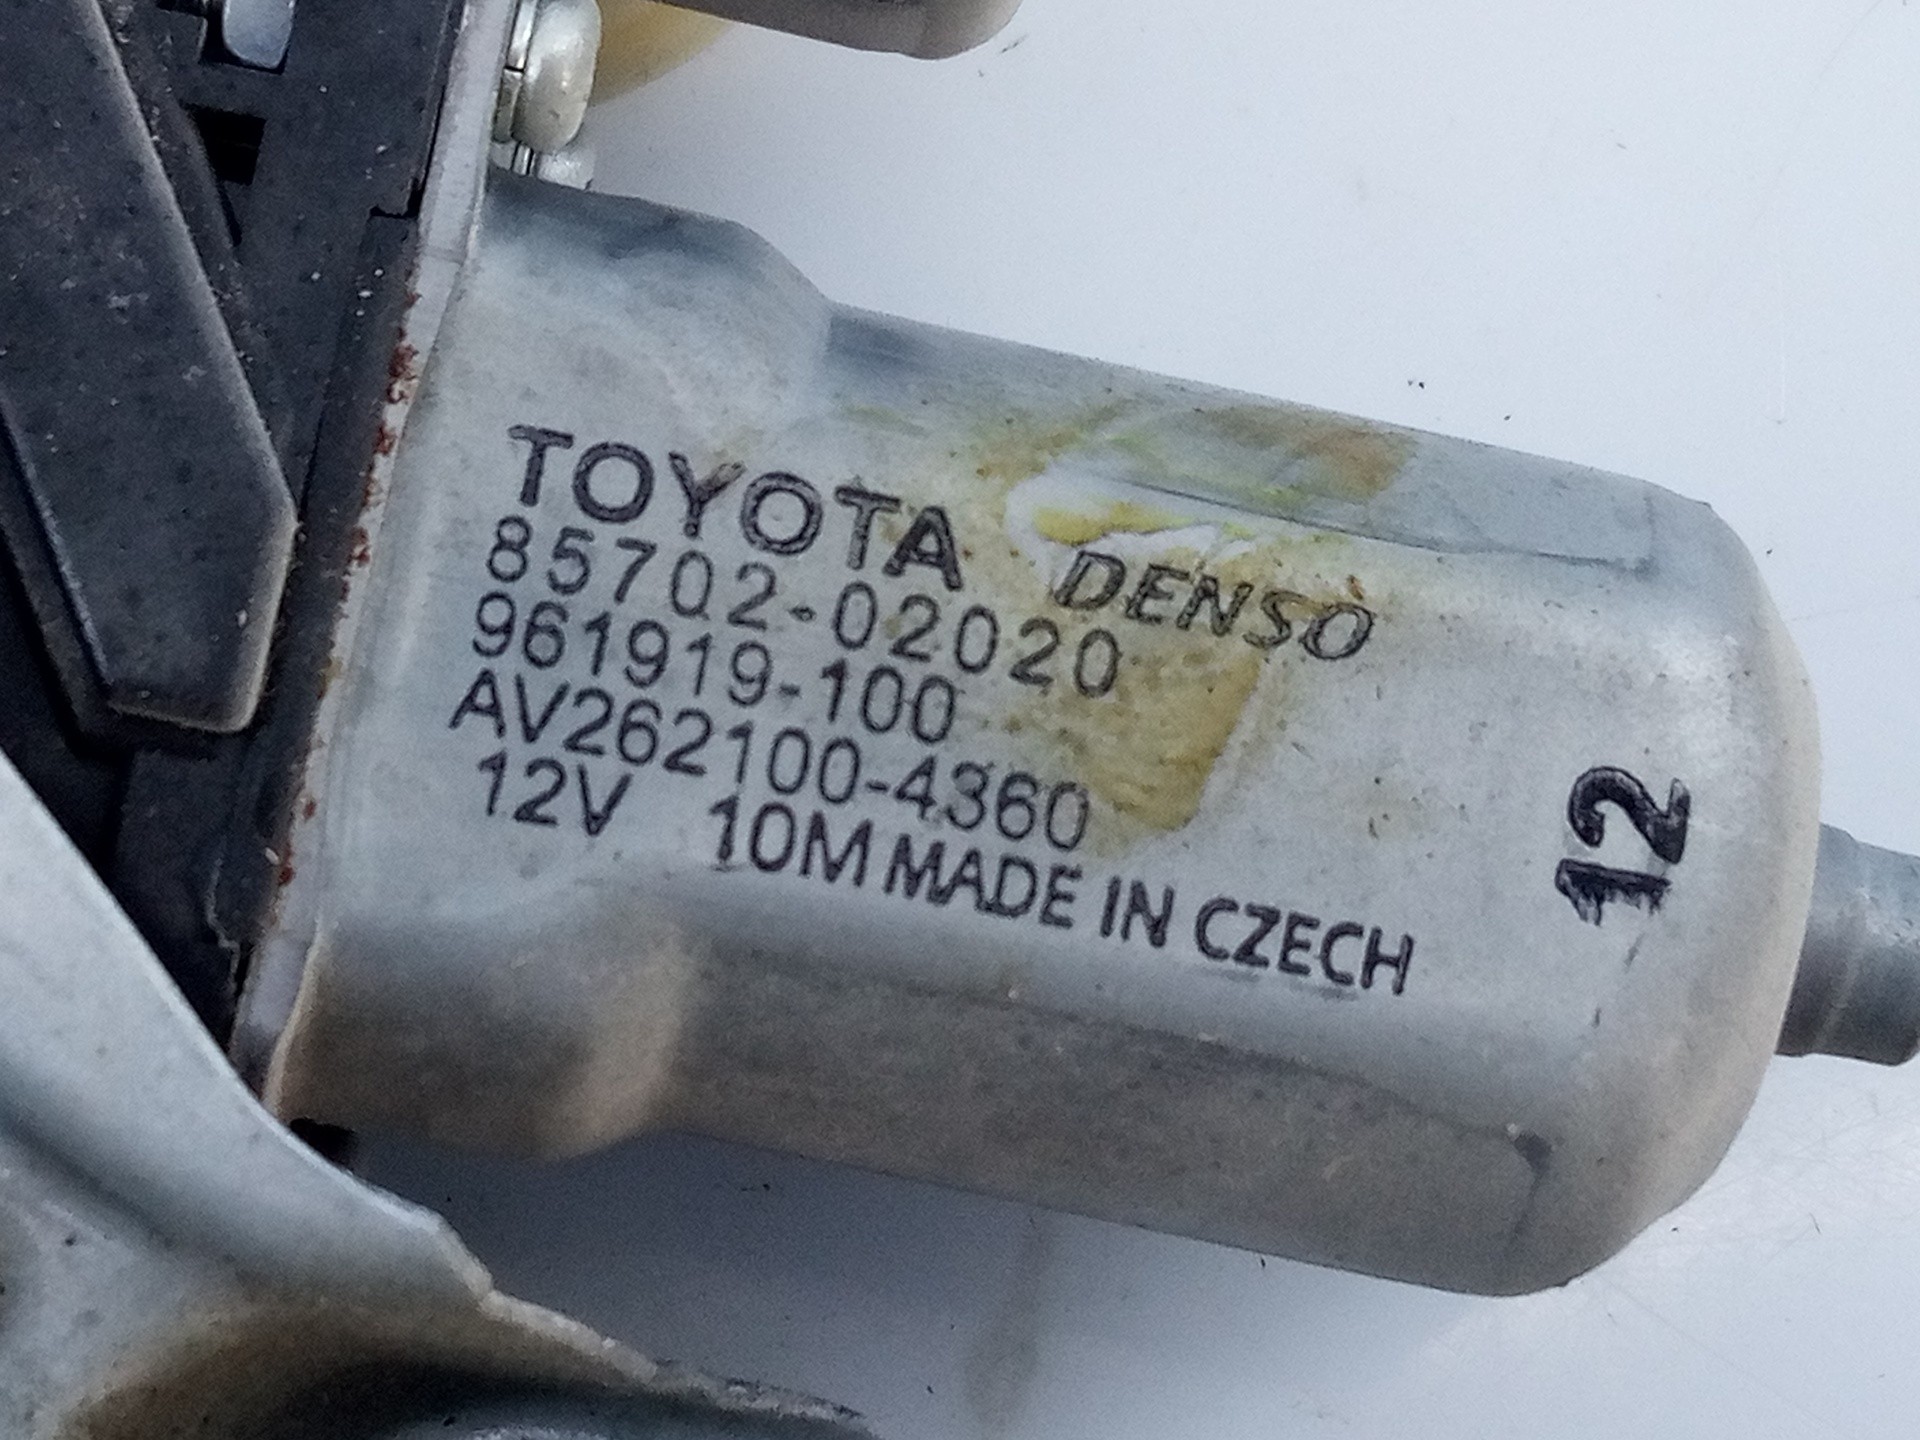 TOYOTA
DENSO
85702-02020
961919-100
AV262100-4360
12V 10M MADE IN CZECH
12